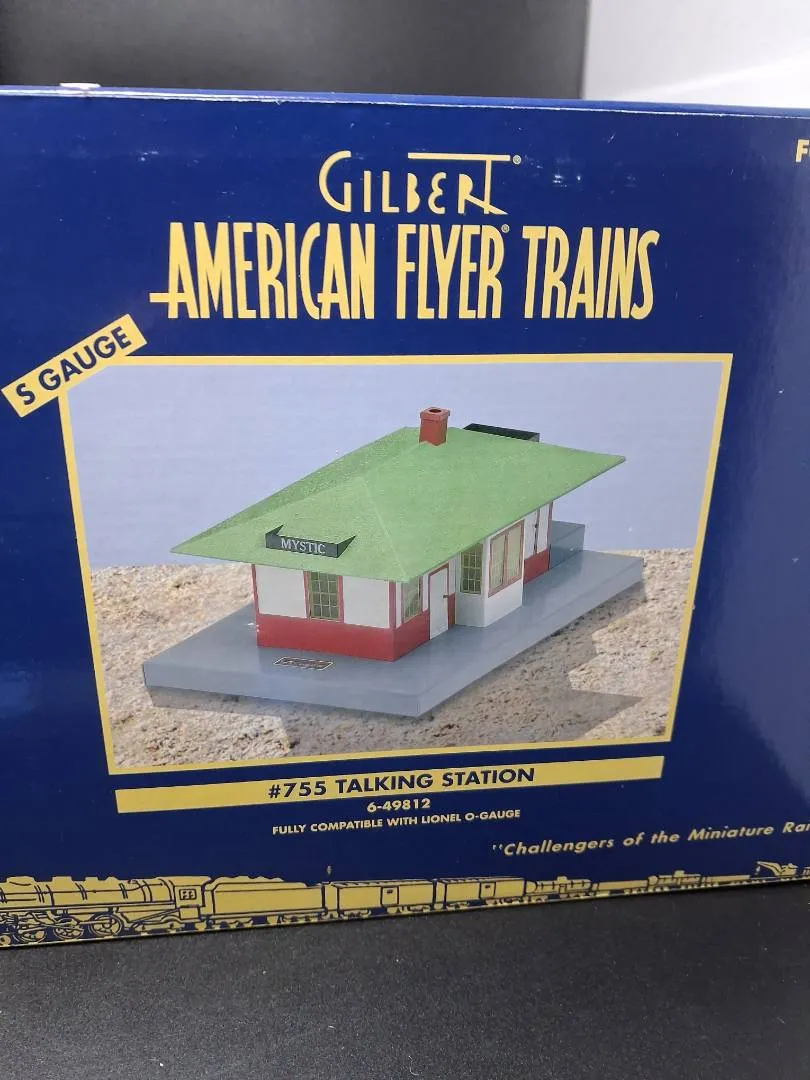 GILBERT®
AMERICAN FLYER® TRAINS
S GAUGE
MYSTIC
#755 TALKING STATION
6-49812
FULLY COMPATIBLE WITH LIONEL O-GAUGE
"Challengers of the Miniature